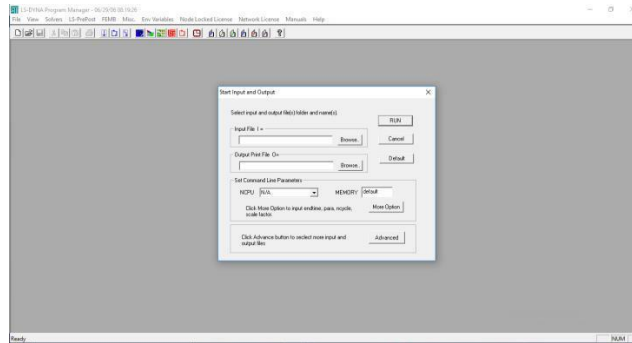 LS-DYNA Program Manager - 06/29/08 00:19:26
File View Solvers LS-PrePost FEMB Misc. Env Variables Node Locked License Network License Manuals Help
Start Input and Output
Select input and output file(s) folder and name(s)
RUN
Input File I =
Browse..
Cancel
Output Print File O=
Browse..
Default
Set Command Line Parameters
NCPU N/A. MEMORY default
Click More Option to input endtime, para, ncycle,
scale factor.
More Option
Click Advance button to seclect more input and
output files
Advanced
Ready
NUM